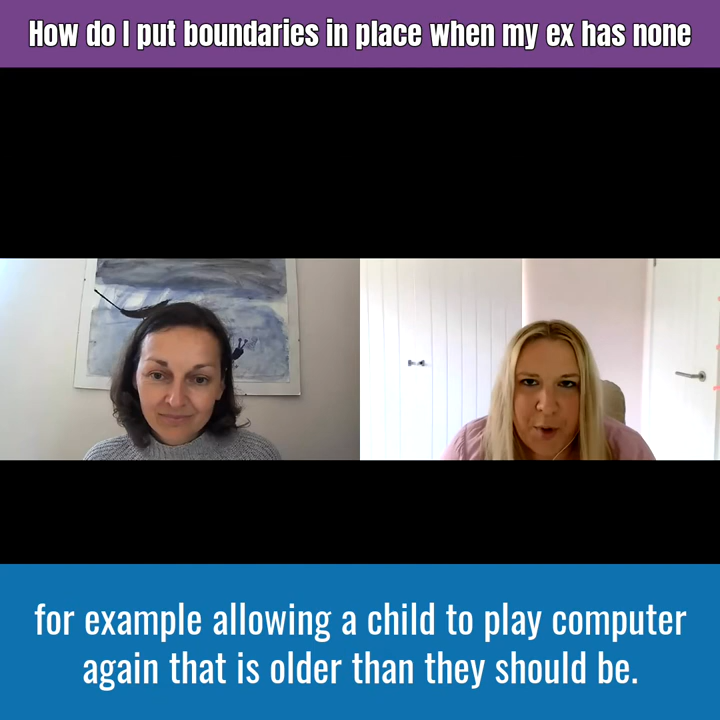 How do I put boundaries in place when my ex has none
for example allowing a child to play computer
again that is older than they should be.